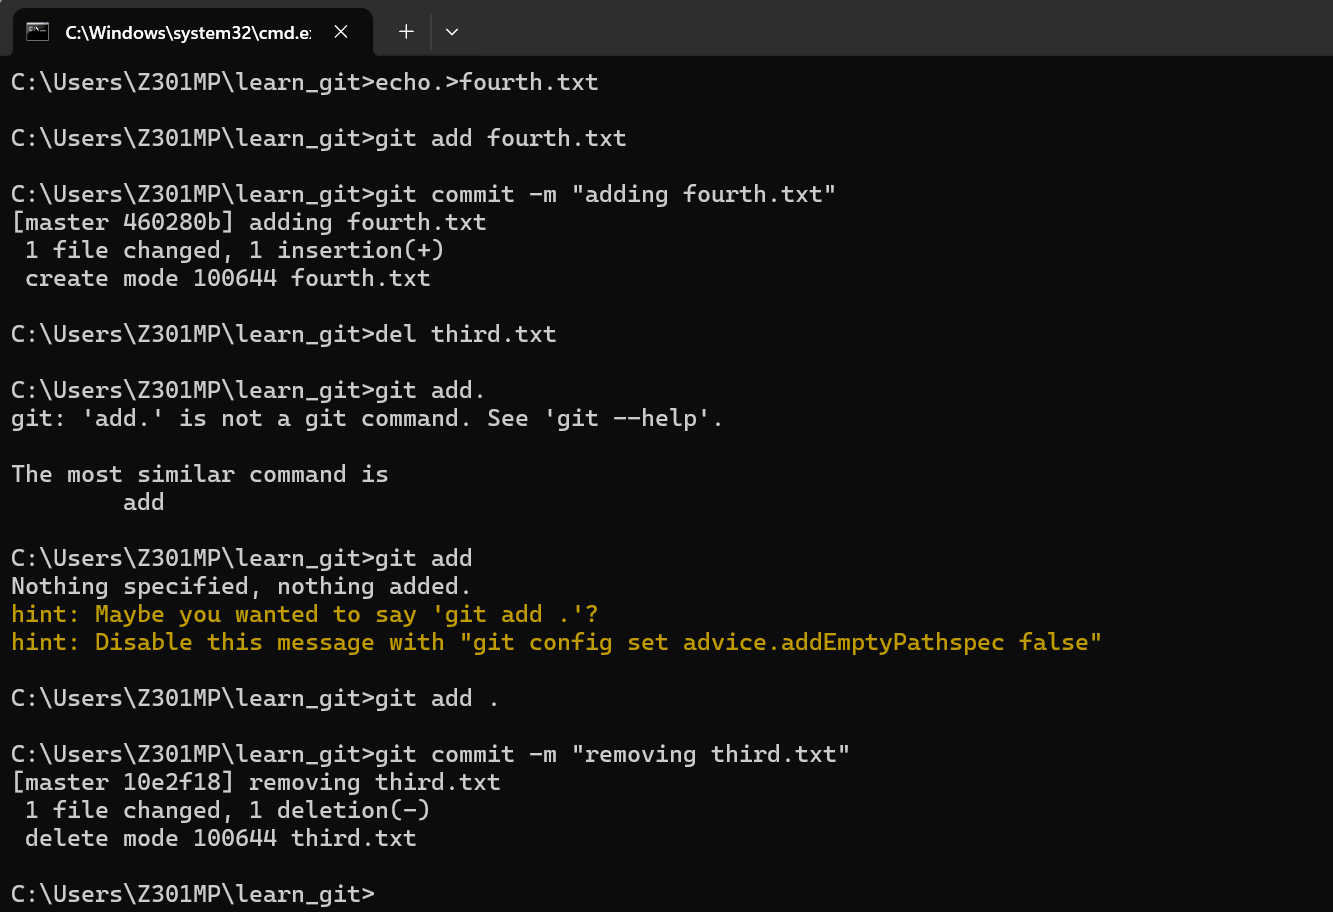 C:\Windows\system32\cmd.e
C:\Users\Z301MP\learn_git>echo.>fourth.txt
C:\Users\Z301MP\learn_git>git add fourth.txt
C:\Users\Z301MP\learn_git>git commit -m "adding fourth.txt"
[master 460280b] adding fourth.txt
 1 file changed, 1 insertion(+)
 create mode 100644 fourth.txt
C:\Users\Z301MP\learn_git>del third.txt
C:\Users\Z301MP\learn_git>git add.
git: 'add.' is not a git command. See 'git --help'.
The most similar command is
        add
C:\Users\Z301MP\learn_git>git add
Nothing specified, nothing added.
hint: Maybe you wanted to say 'git add .'?
hint: Disable this message with "git config set advice.addEmptyPathspec false"
C:\Users\Z301MP\learn_git>git add .
C:\Users\Z301MP\learn_git>git commit -m "removing third.txt"
[master 10e2f18] removing third.txt
 1 file changed, 1 deletion(-)
 delete mode 100644 third.txt
C:\Users\Z301MP\learn_git>